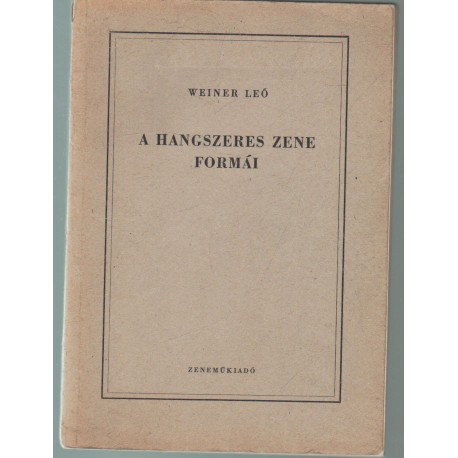 WEINER LEÓ
A HANGSZERES ZENE
FORMÁI
ZENEMŰKIADÓ